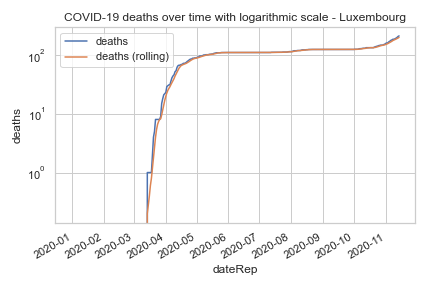 COVID-19 deaths over time with logarithmic scale - Luxembourg
deaths
deaths (rolling)
10²
10¹
10⁰
deaths
2020-01
2020-02
2020-03
2020-04
2020-05
2020-06
2020-07
2020-08
2020-09
2020-10
2020-11
dateRep